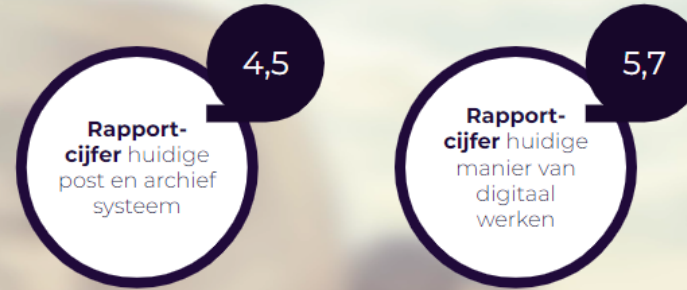 4,5
Rapport-
cijfer huidige
post en archief
systeem
5,7
Rapport-
cijfer huidige
manier van
digitaal
werken